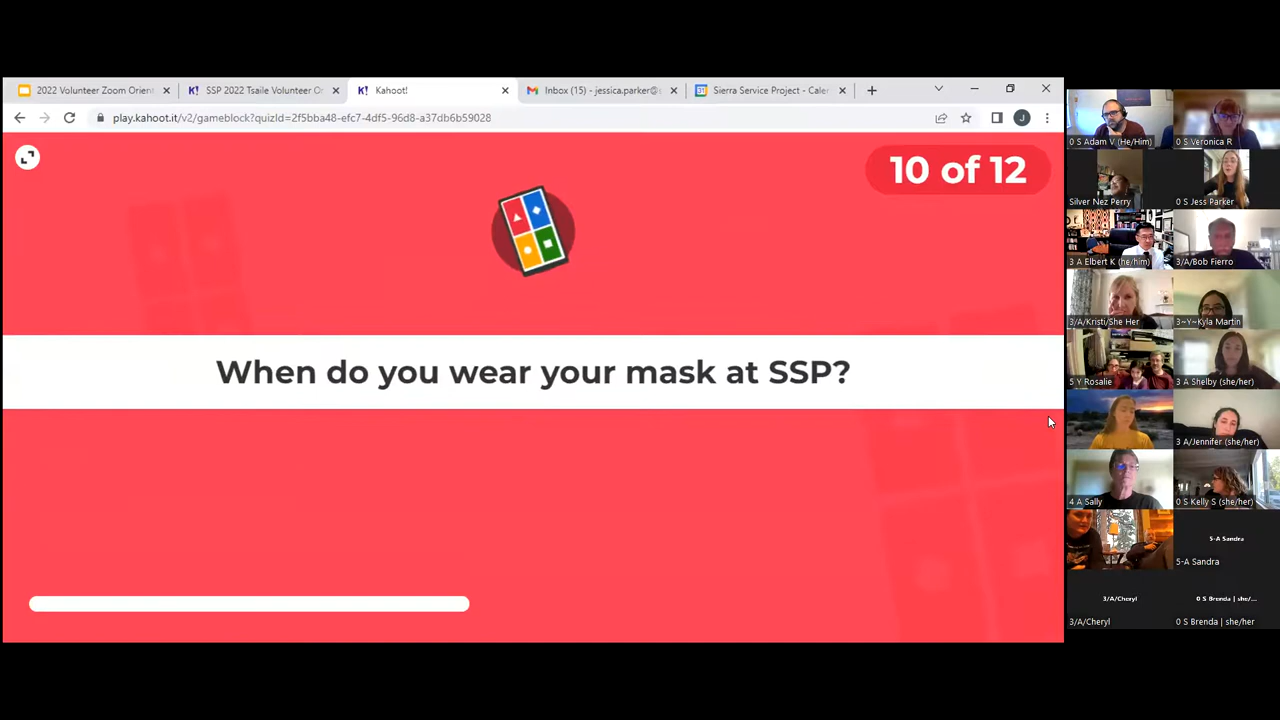 2022 Volunteer Zoom Orient
K! SSP 2022 Tsaile Volunteer O
K! Kahoot!
Inbox (15) - jessica.parker@
31 Sierra Service Project - Caler
play.kahoot.it/v2/gameblock?quizId=2f5bba48-efc7-4df5-96d8-a37db6b59028
J
10 of 12
When do you wear your mask at SSP?
0 S Adam V (He/Him)
0 S Veronica R
Silver Nez Perry
0 S Jess Parker
3 A Elbert K (he/him)
3/A/Bob Fierro
3/A/Kristi/She Her
3~Y~Kyla Martin
5 Y Rosalie
3 A Shelby (she/her)
3 A/Jennifer (she/her)
4 A Sally
0 S Kelly S (she/her)
5-A Sandra
5-A Sandra
3/A/Cheryl
0 S Brenda | she/...
3/A/Cheryl
0 S Brenda | she/her